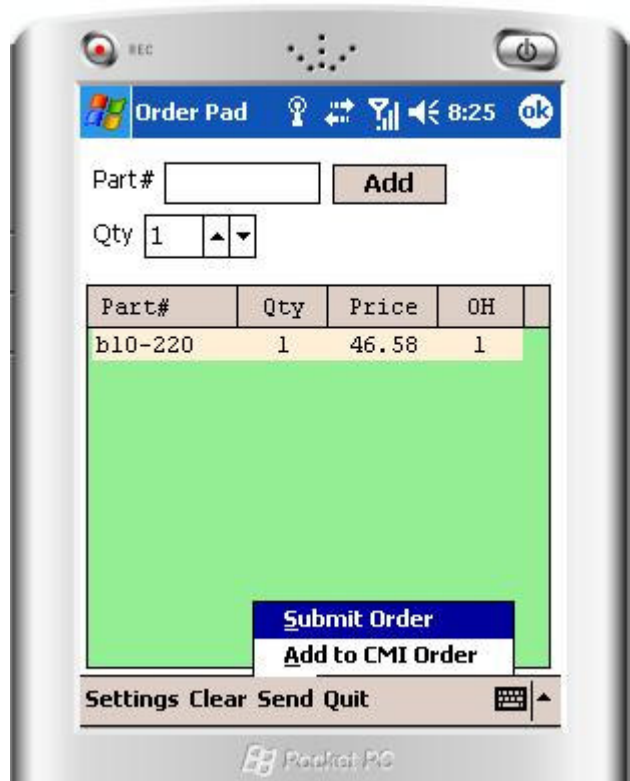 REC
Order Pad 8:25 ok
Part# Add
Qty 1
Part# Qty Price OH
b10-220 1 46.58 1
Submit Order
Add to CMI Order
Settings Clear Send Quit
Pocket PC